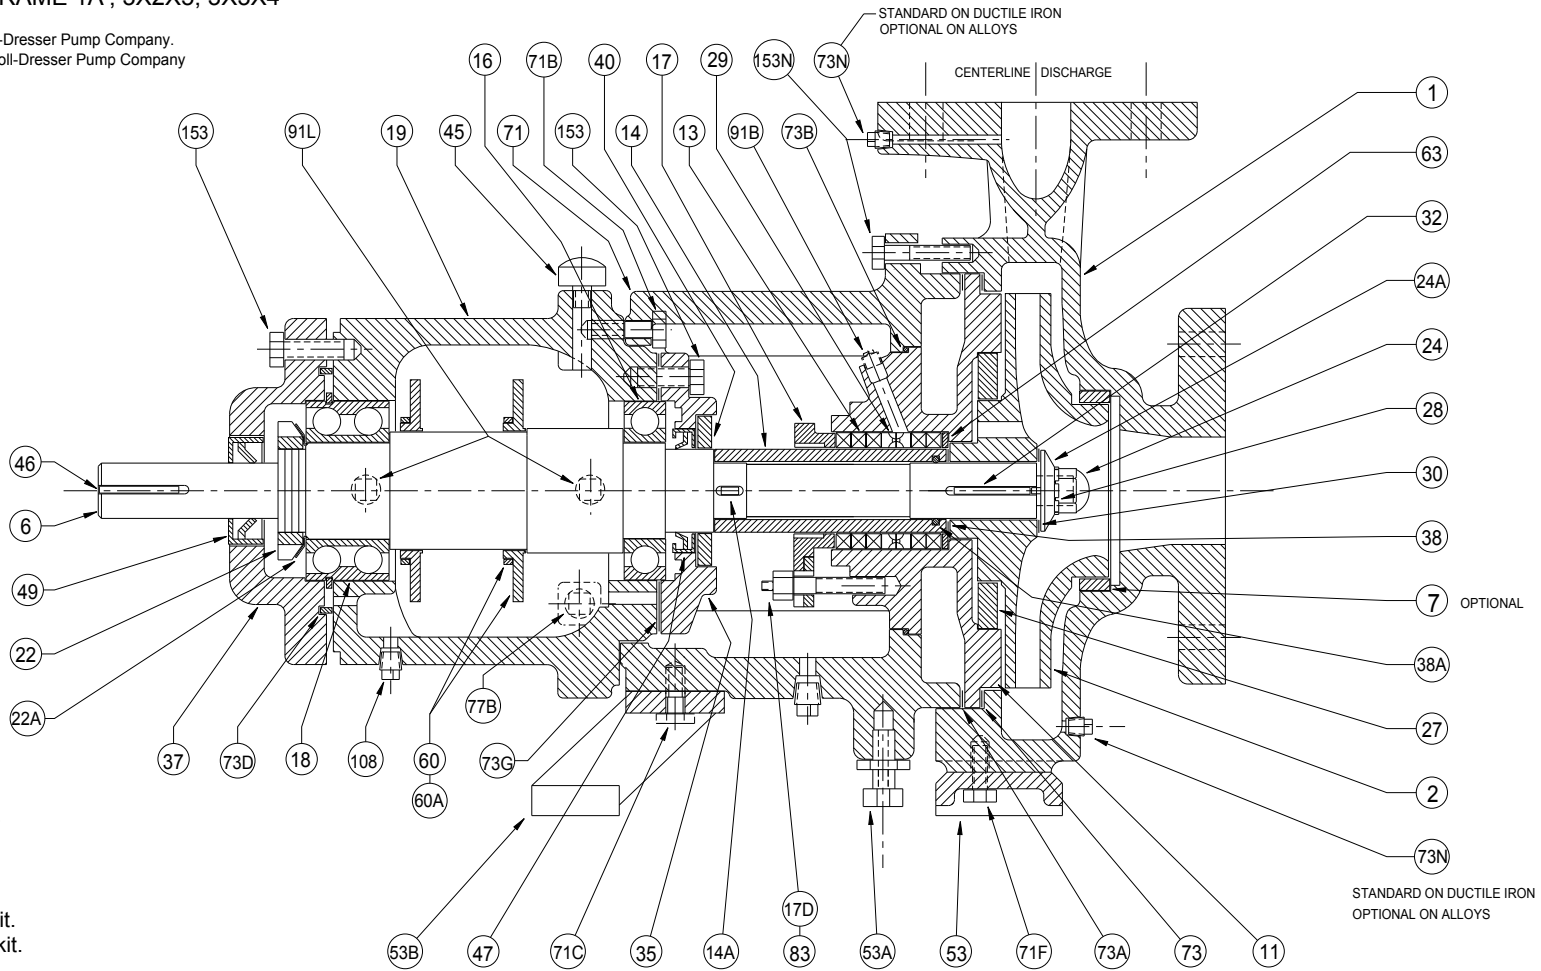 RAME 1A , 3X2X3, 3X3X4
-Dresser Pump Company.
oll-Dresser Pump Company
STANDARD ON DUCTILE IRON
OPTIONAL ON ALLOYS
CENTERLINE DISCHARGE
16
71B
40
17
29
153N
73N
153
91L
19
45
71
153
14
13
91B
73B
1
63
32
24A
24
28
30
38
7 OPTIONAL
38A
27
2
73N
STANDARD ON DUCTILE IRON
OPTIONAL ON ALLOYS
46
6
49
22
22A
37
73D
18
108
60
60A
77B
73G
53B
47
71C
35
14A
17D
83
53A
53
71F
73A
73
11
it.
kit.